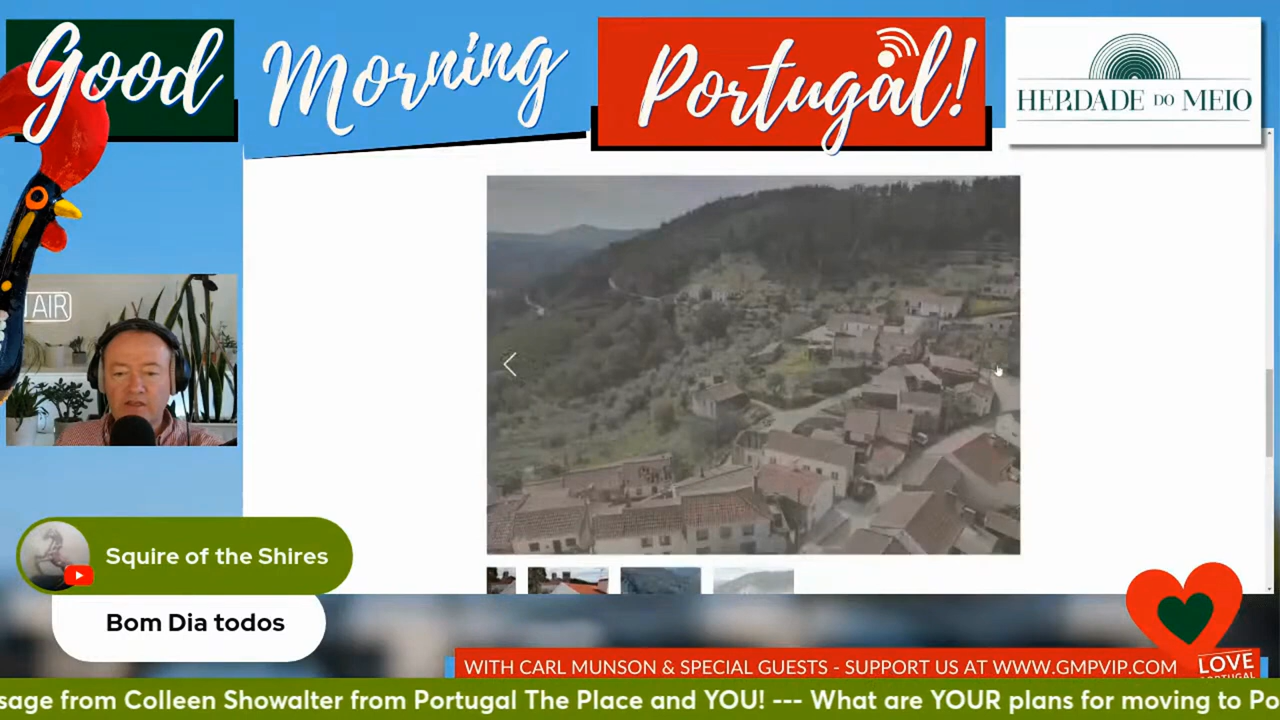 Good Morning Portugal!
HERDADE DO MEIO
AIR
Squire of the Shires
Bom Dia todos
WITH CARL MUNSON & SPECIAL GUESTS - SUPPORT US AT WWW.GMPVIP.COM
LOVE
PORTUGAL
sage from Colleen Showalter from Portugal The Place and YOU! --- What are YOUR plans for moving to Po